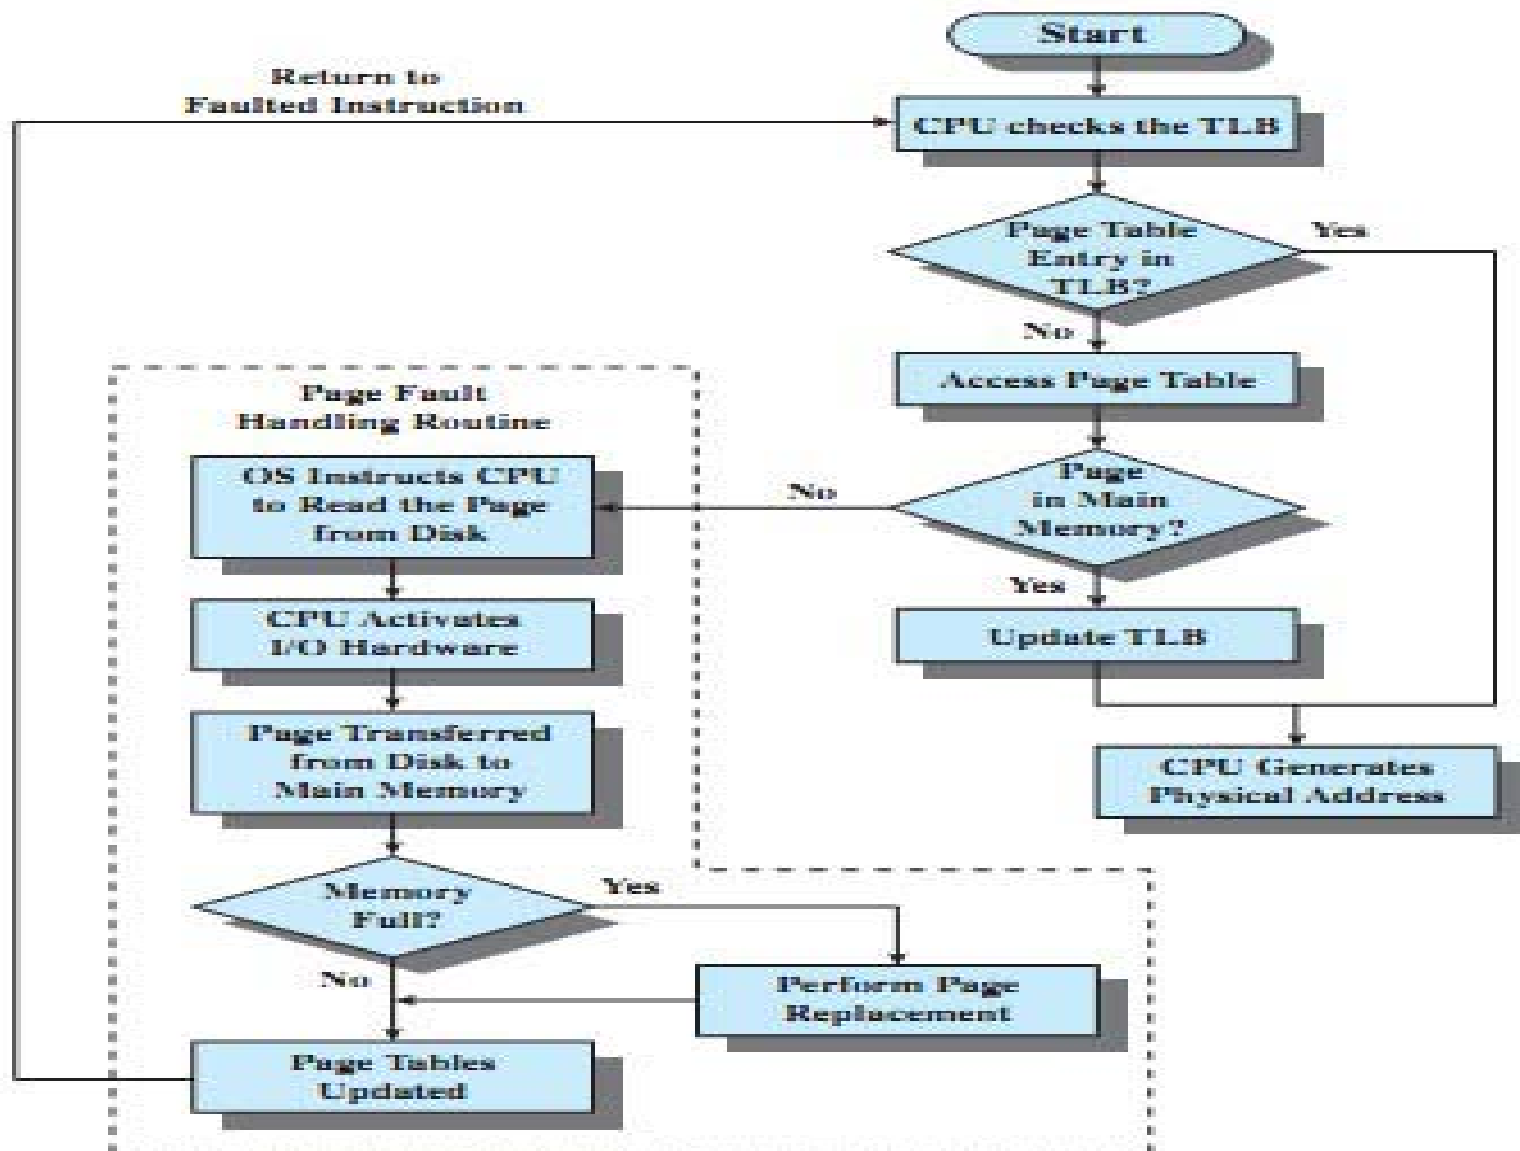 Start
Return to
Faulted Instruction
CPU checks the TLB
Page Table
Entry in
TLB?
Yes
No
Access Page Table
Page Fault
Handling Routine
OS Instructs CPU
to Read the Page
from Disk
No
Page
in Main
Memory?
Yes
CPU Activates
I/O Hardware
Update TLB
Page Transferred
from Disk to
Main Memory
CPU Generates
Physical Address
Memory
Full?
Yes
No
Perform Page
Replacement
Page Tables
Updated